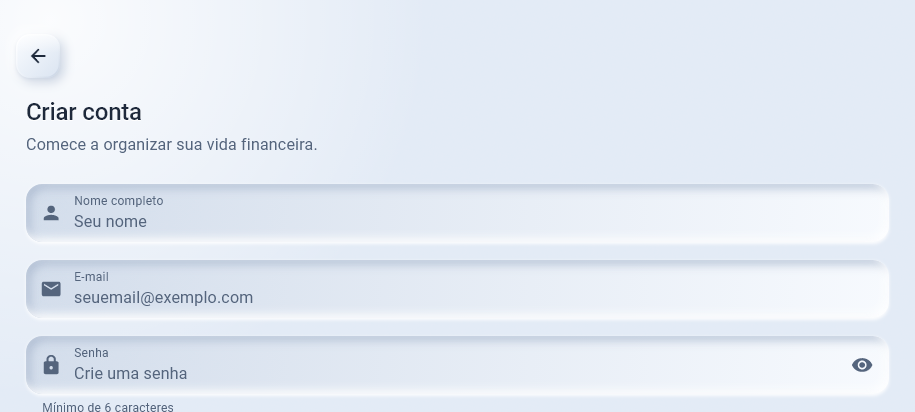 Criar conta
Comece a organizar sua vida financeira.
Nome completo
Seu nome
E-mail
seuemail@exemplo.com
Senha
Crie uma senha
Mínimo de 6 caracteres